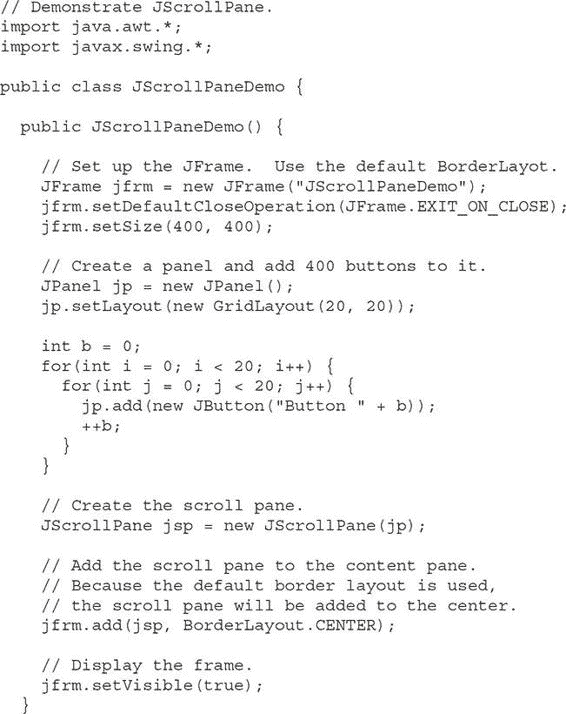 // Demonstrate JScrollPane.
import java.awt.*;
import javax.swing.*;

public class JScrollPaneDemo {

  public JScrollPaneDemo() {

    // Set up the JFrame.  Use the default BorderLayot.
    JFrame jfrm = new JFrame("JScrollPaneDemo");
    jfrm.setDefaultCloseOperation(JFrame.EXIT_ON_CLOSE);
    jfrm.setSize(400, 400);

    // Create a panel and add 400 buttons to it.
    JPanel jp = new JPanel();
    jp.setLayout(new GridLayout(20, 20));

    int b = 0;
    for(int i = 0; i < 20; i++) {
      for(int j = 0; j < 20; j++) {
        jp.add(new JButton("Button " + b));
        ++b;
      }
    }

    // Create the scroll pane.
    JScrollPane jsp = new JScrollPane(jp);

    // Add the scroll pane to the content pane.
    // Because the default border layout is used,
    // the scroll pane will be added to the center.
    jfrm.add(jsp, BorderLayout.CENTER);

    // Display the frame.
    jfrm.setVisible(true);
  }